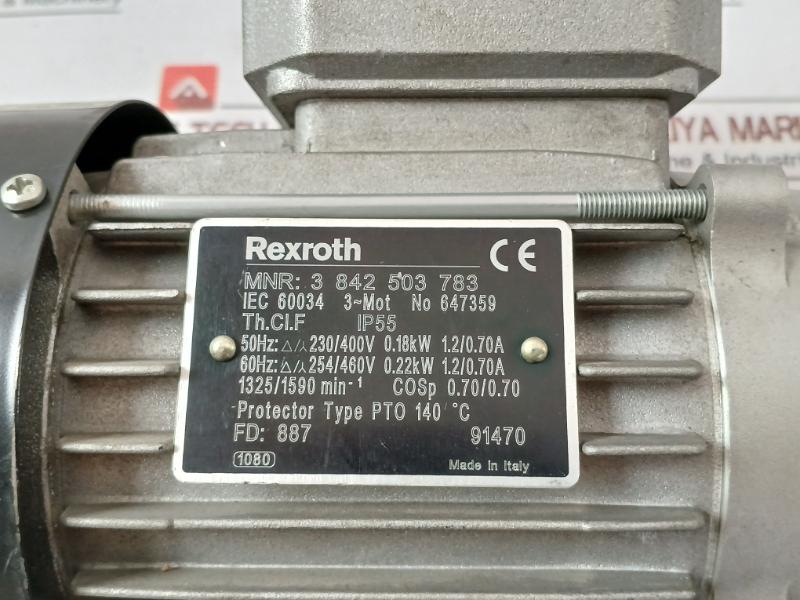 Rexroth CE
MNR: 3 842 503 783
IEC 60034 3~Mot No 647359
Th.Cl.F IP55
50Hz: △/⅄ 230/400V 0.18kW 1.2/0.70A
60Hz: △/⅄ 254/460V 0.22kW 1.2/0.70A
1325/1590 min-¹ COSp 0.70/0.70
Protector Type PTO 140 °C
FD: 887 91470
1080 Made in Italy